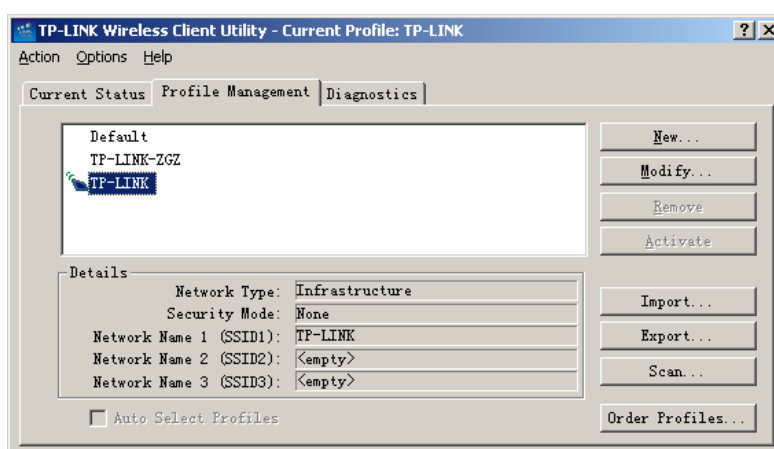 TP-LINK Wireless Client Utility - Current Profile: TP-LINK
Action Options Help
Current Status Profile Management Diagnostics
Default
TP-LINK-ZGZ
TP-LINK
New...
Modify...
Remove
Activate
Details
Network Type: Infrastructure
Security Mode: None
Network Name 1 (SSID1): TP-LINK
Network Name 2 (SSID2): <empty>
Network Name 3 (SSID3): <empty>
Import...
Export...
Scan...
Auto Select Profiles
Order Profiles...